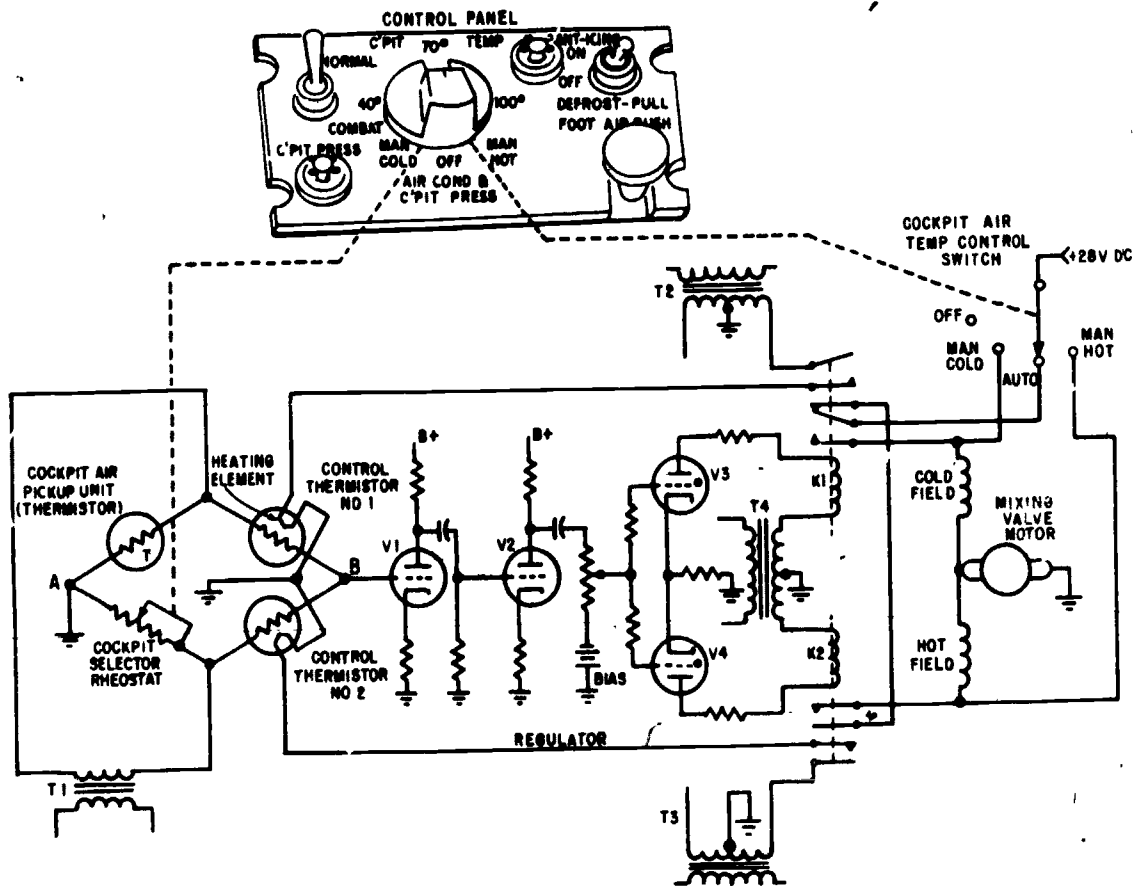 CONTROL PANEL
C'PIT 70° TEMP
NORMAL
ON
OFF
40°
100°
DEFROST-PULL
FOOT AIR-PUSH
COMBAT
C'PIT PRESS
MAN COLD
OFF
MAN HOT
AIR COND &
C'PIT PRESS
COCKPIT AIR
TEMP CONTROL
SWITCH
+28V DC
T2
OFF
MAN
COLD
AUTO
MAN
HOT
B+
B+
COCKPIT AIR
PICKUP UNIT
(THERMISTOR)
HEATING
ELEMENT
CONTROL
THERMISTOR
NO 1
T
V1
V2
V3
T4
K1
COLD
FIELD
MIXING
VALVE
MOTOR
A
B
COCKPIT
SELECTOR
RHEOSTAT
CONTROL
THERMISTOR
NO 2
BIAS
V4
K2
HOT
FIELD
REGULATOR
T1
T3